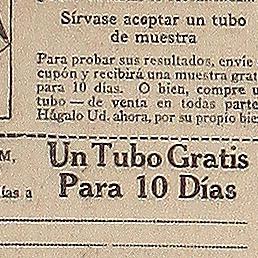 Sírvase aceptar un tubo
de muestra
Para probar sus resultados, envíe
cupón y recibirá una muestra grat
para 10 días. O bien, compre u
tubo — de venta en todas parte
Hágalo Ud. ahora, por su propio bie
M,
Un Tubo Gratis
ías a
Para 10 Días